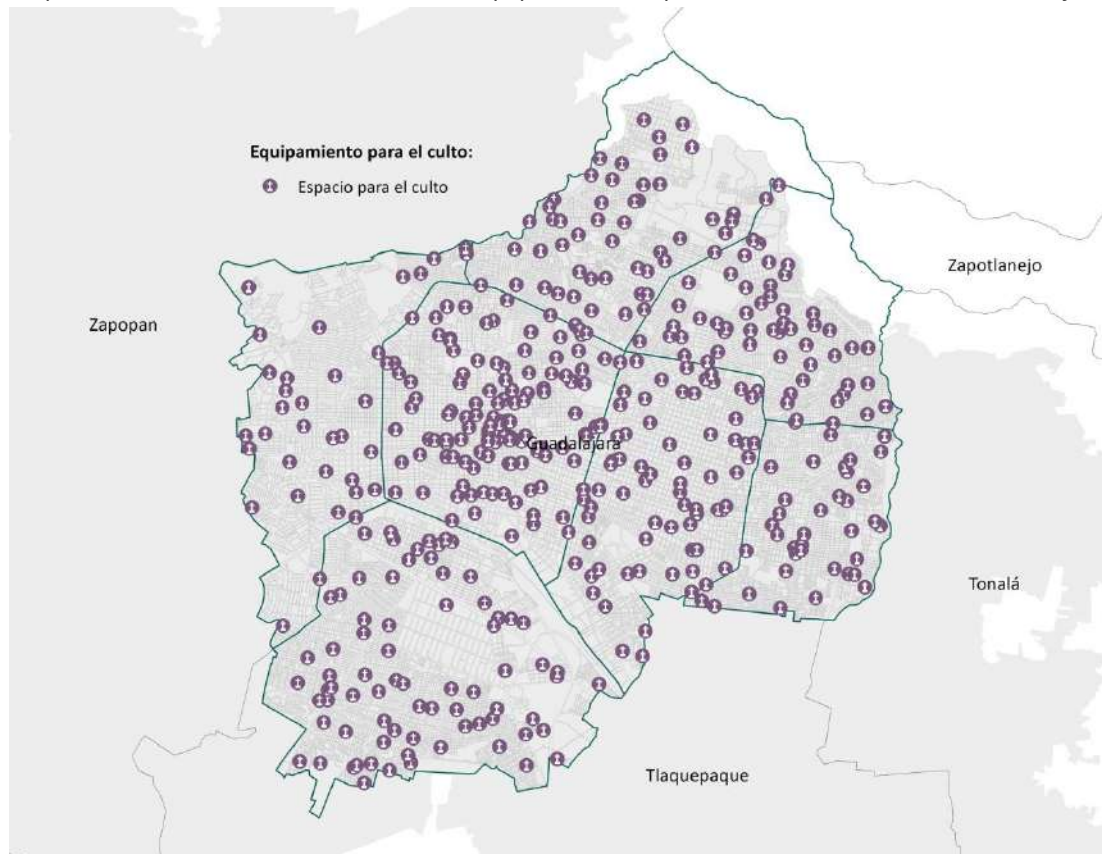 Equipamiento para el culto:
Espacio para el culto
Zapotlanejo
Zapopan
Guadalajara
Tonalá
Tlaquepaque